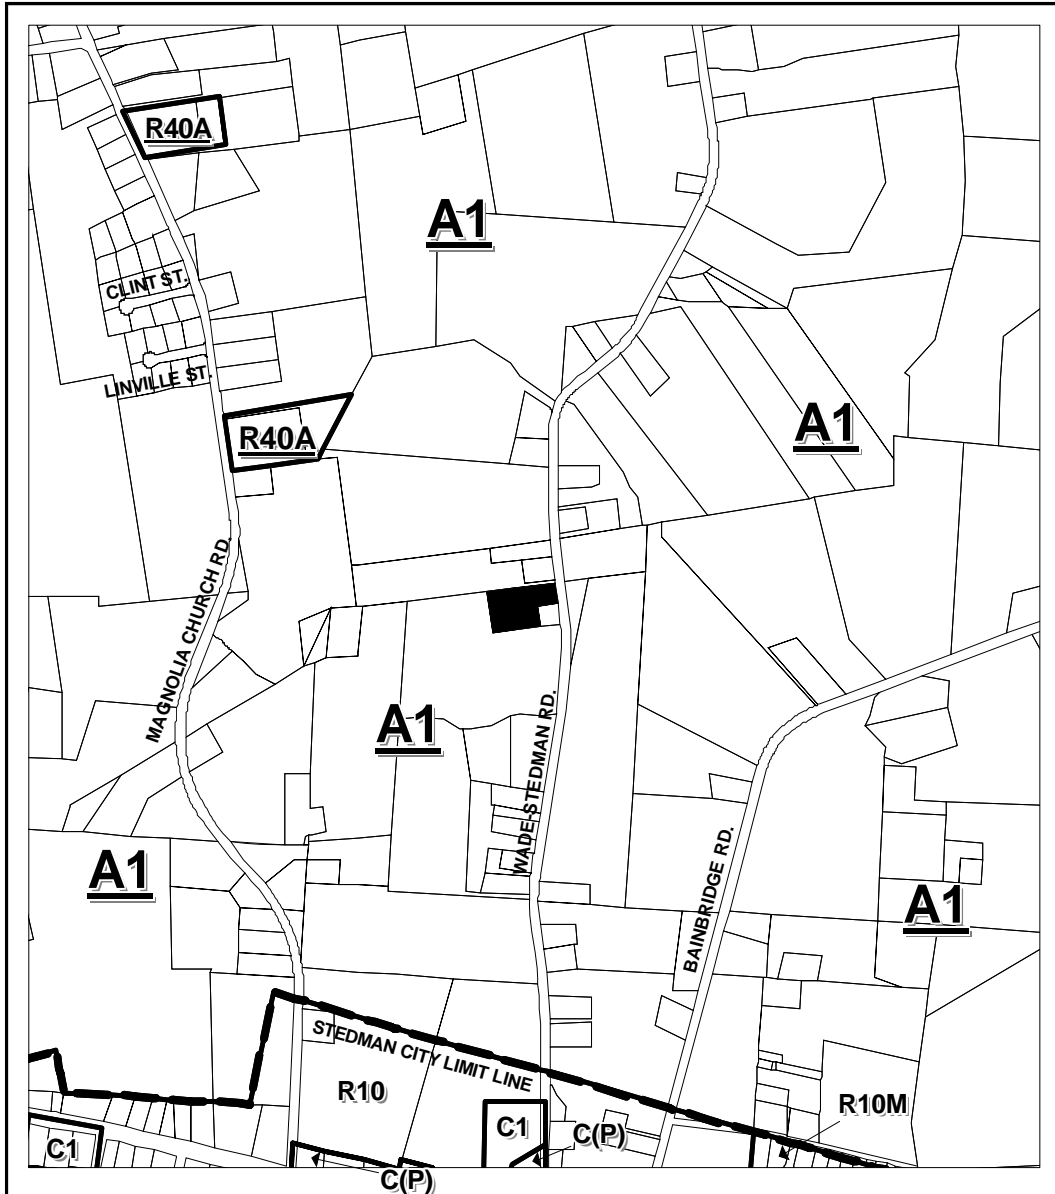 R40A
A1
CLINT ST.
LINVILLE ST.
A1
R40A
MAGNOLIA CHURCH RD.
A1
WADE-STEDMAN RD.
BAINBRIDGE RD.
A1
A1
STEDMAN CITY LIMIT LINE
R10
R10M
C1
C(P)
C1
C(P)